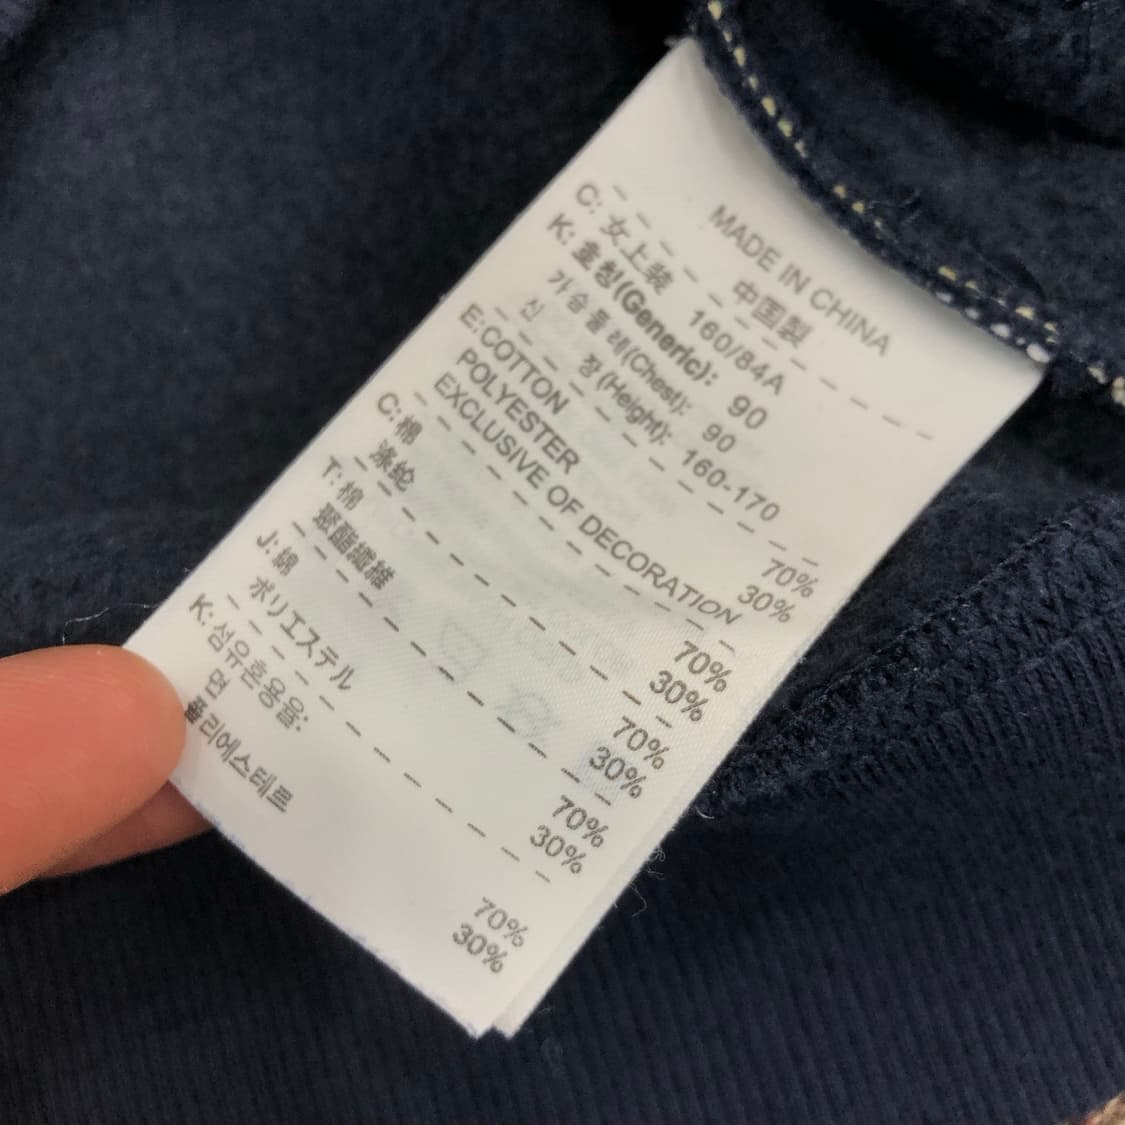 MADE IN CHINA
中国製
C: 女上装 160/84A
K: 호칭(Generic): 90
가슴둘레(Chest): 90
신 장(Height): 160-170
E:COTTON 70%
POLYESTER 30%
EXCLUSIVE OF DECORATION
C: 棉 70%
涤纶 30%
T: 棉 70%
聚酯纖維 30%
J: 綿 70%
ポリエステル 30%
K: 섬유혼용율:
면 70%
폴리에스테르 30%